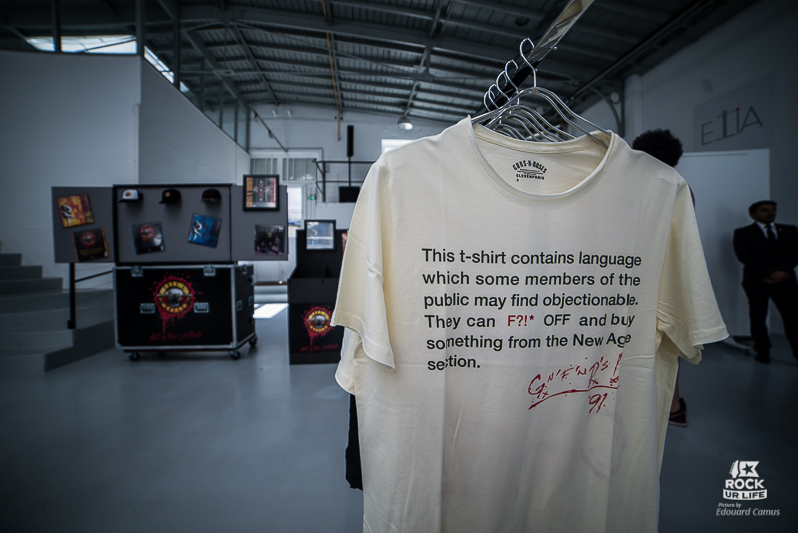 GUNS N' ROSES
ELEVENPARIS
This t-shirt contains language
which some members of the
public may find objectionable.
They can F?!* OFF and buy
something from the New Age
section.
G N' F' N' R's !
'91
E11A
ROCK
UR LIFE
Picture by
Edouard Camus